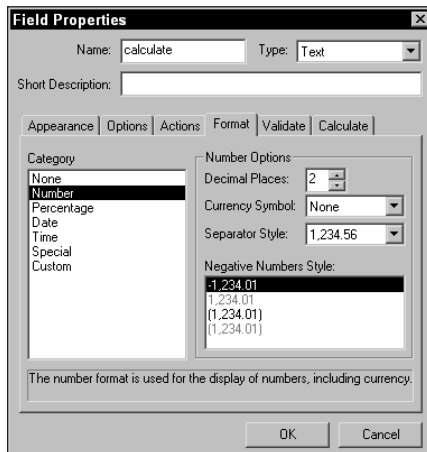 Field Properties
Name: calculate Type: Text
Short Description:
Appearance Options Actions Format Validate Calculate
Category Number Options
None
Number
Percentage
Date
Time
Special
Custom
Decimal Places: 2
Currency Symbol: None
Separator Style: 1,234.56
Negative Numbers Style:
-1,234.01
1,234.01
(1,234.01)
(1,234.01)
The number format is used for the display of numbers, including currency.
OK Cancel